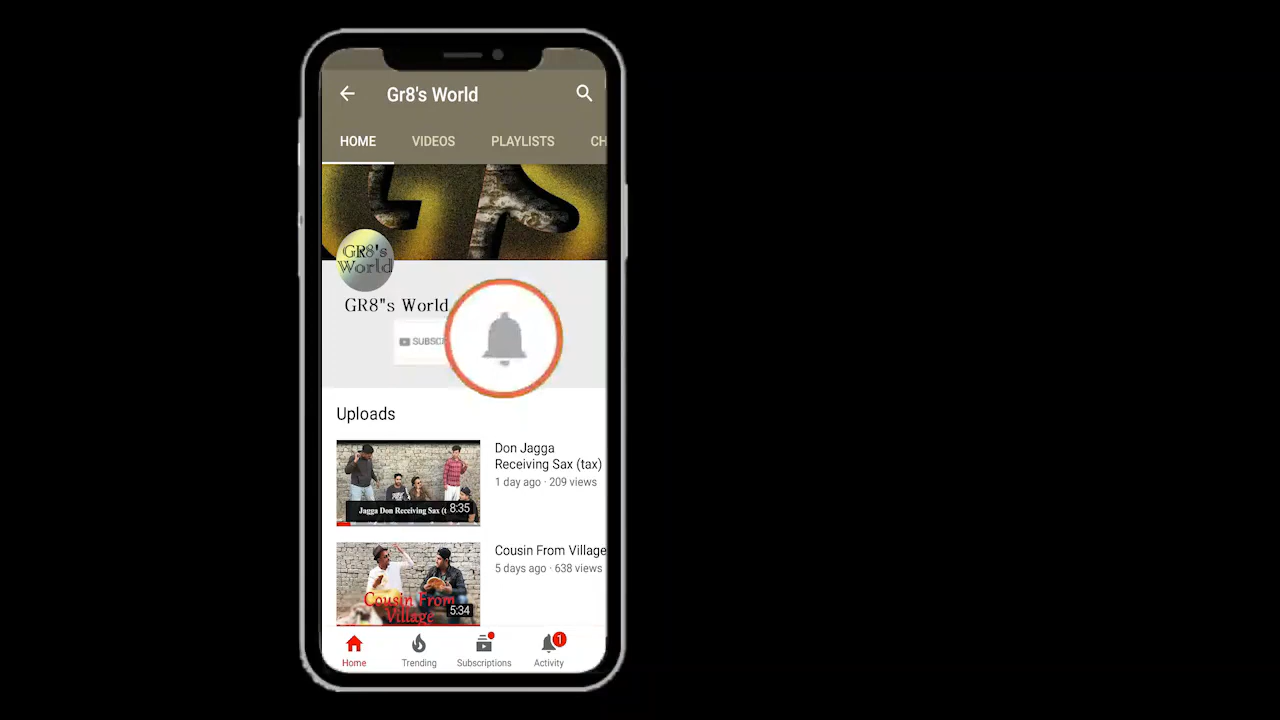 Gr8's World
HOME VIDEOS PLAYLISTS CH
GR8's
World
GR8"s World
SUBSC
Uploads
Don Jagga
Receiving Sax (tax)
1 day ago · 209 views
Jagga Don Receiving Sax (t 8:35
Cousin From Village
5 days ago · 638 views
Cousin From
Village
5:34
1
Home Trending Subscriptions Activity